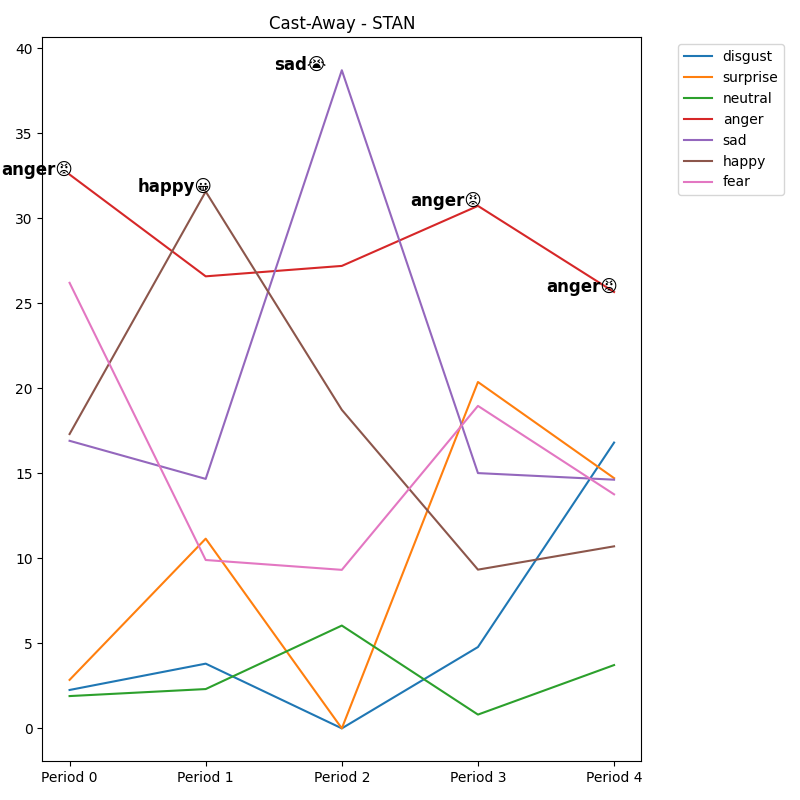 Cast-Away - STAN
40
35
30
25
20
15
10
5
0
anger😡
happy😀
sad😭
anger😡
anger😡
Period 0
Period 1
Period 2
Period 3
Period 4
disgust
surprise
neutral
anger
sad
happy
fear